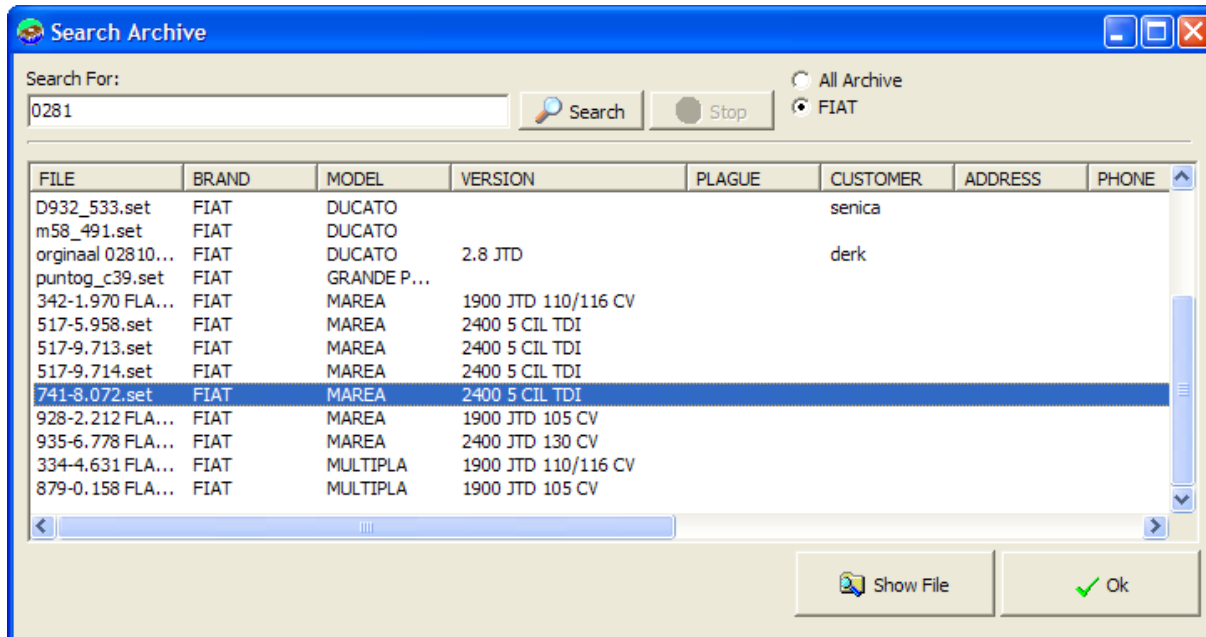 Search Archive
Search For:
0281
Search
Stop
All Archive
FIAT
FILE BRAND MODEL VERSION PLAGUE CUSTOMER ADDRESS PHONE
D932_533.set FIAT DUCATO senica
m58_491.set FIAT DUCATO
orginaal 02810... FIAT DUCATO 2.8 JTD derk
puntog_c39.set FIAT GRANDE P...
342-1.970 FLA... FIAT MAREA 1900 JTD 110/116 CV
517-5.958.set FIAT MAREA 2400 5 CIL TDI
517-9.713.set FIAT MAREA 2400 5 CIL TDI
517-9.714.set FIAT MAREA 2400 5 CIL TDI
741-8.072.set FIAT MAREA 2400 5 CIL TDI
928-2.212 FLA... FIAT MAREA 1900 JTD 105 CV
935-6.778 FLA... FIAT MAREA 2400 JTD 130 CV
334-4.631 FLA... FIAT MULTIPLA 1900 JTD 110/116 CV
879-0.158 FLA... FIAT MULTIPLA 1900 JTD 105 CV
Show File
Ok